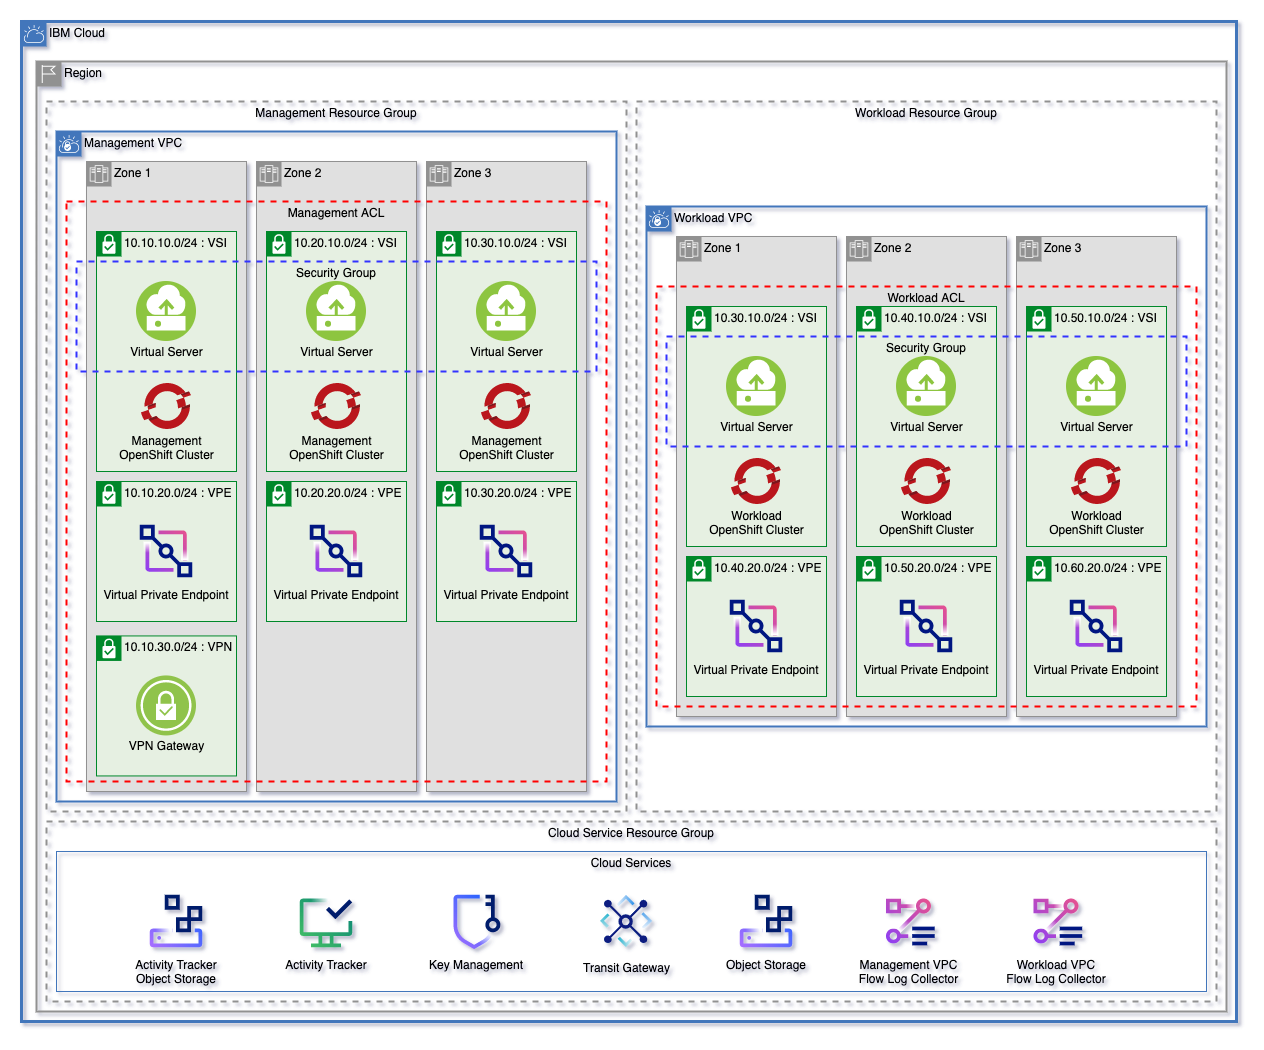 IBM Cloud
Region
Management Resource Group
Management VPC
Zone 1
Zone 2
Zone 3
Management ACL
10.10.10.0/24 : VSI
10.20.10.0/24 : VSI
10.30.10.0/24 : VSI
Security Group
Virtual Server
Virtual Server
Virtual Server
Management
OpenShift Cluster
Management
OpenShift Cluster
Management
OpenShift Cluster
10.10.20.0/24 : VPE
10.20.20.0/24 : VPE
10.30.20.0/24 : VPE
Virtual Private Endpoint
Virtual Private Endpoint
Virtual Private Endpoint
10.10.30.0/24 : VPN
VPN Gateway
Workload Resource Group
Workload VPC
Zone 1
Zone 2
Zone 3
Workload ACL
10.30.10.0/24 : VSI
10.40.10.0/24 : VSI
10.50.10.0/24 : VSI
Security Group
Virtual Server
Virtual Server
Virtual Server
Workload
OpenShift Cluster
Workload
OpenShift Cluster
Workload
OpenShift Cluster
10.40.20.0/24 : VPE
10.50.20.0/24 : VPE
10.60.20.0/24 : VPE
Virtual Private Endpoint
Virtual Private Endpoint
Virtual Private Endpoint
Cloud Service Resource Group
Cloud Services
Activity Tracker
Object Storage
Activity Tracker
Key Management
Transit Gateway
Object Storage
Management VPC
Flow Log Collector
Workload VPC
Flow Log Collector